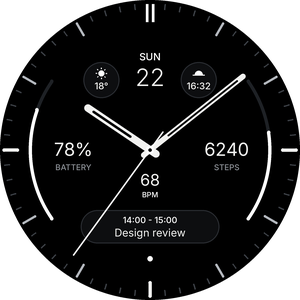 SUN
22
18°
16:32
78%
BATTERY
6240
STEPS
68
BPM
14:00 - 15:00
Design review